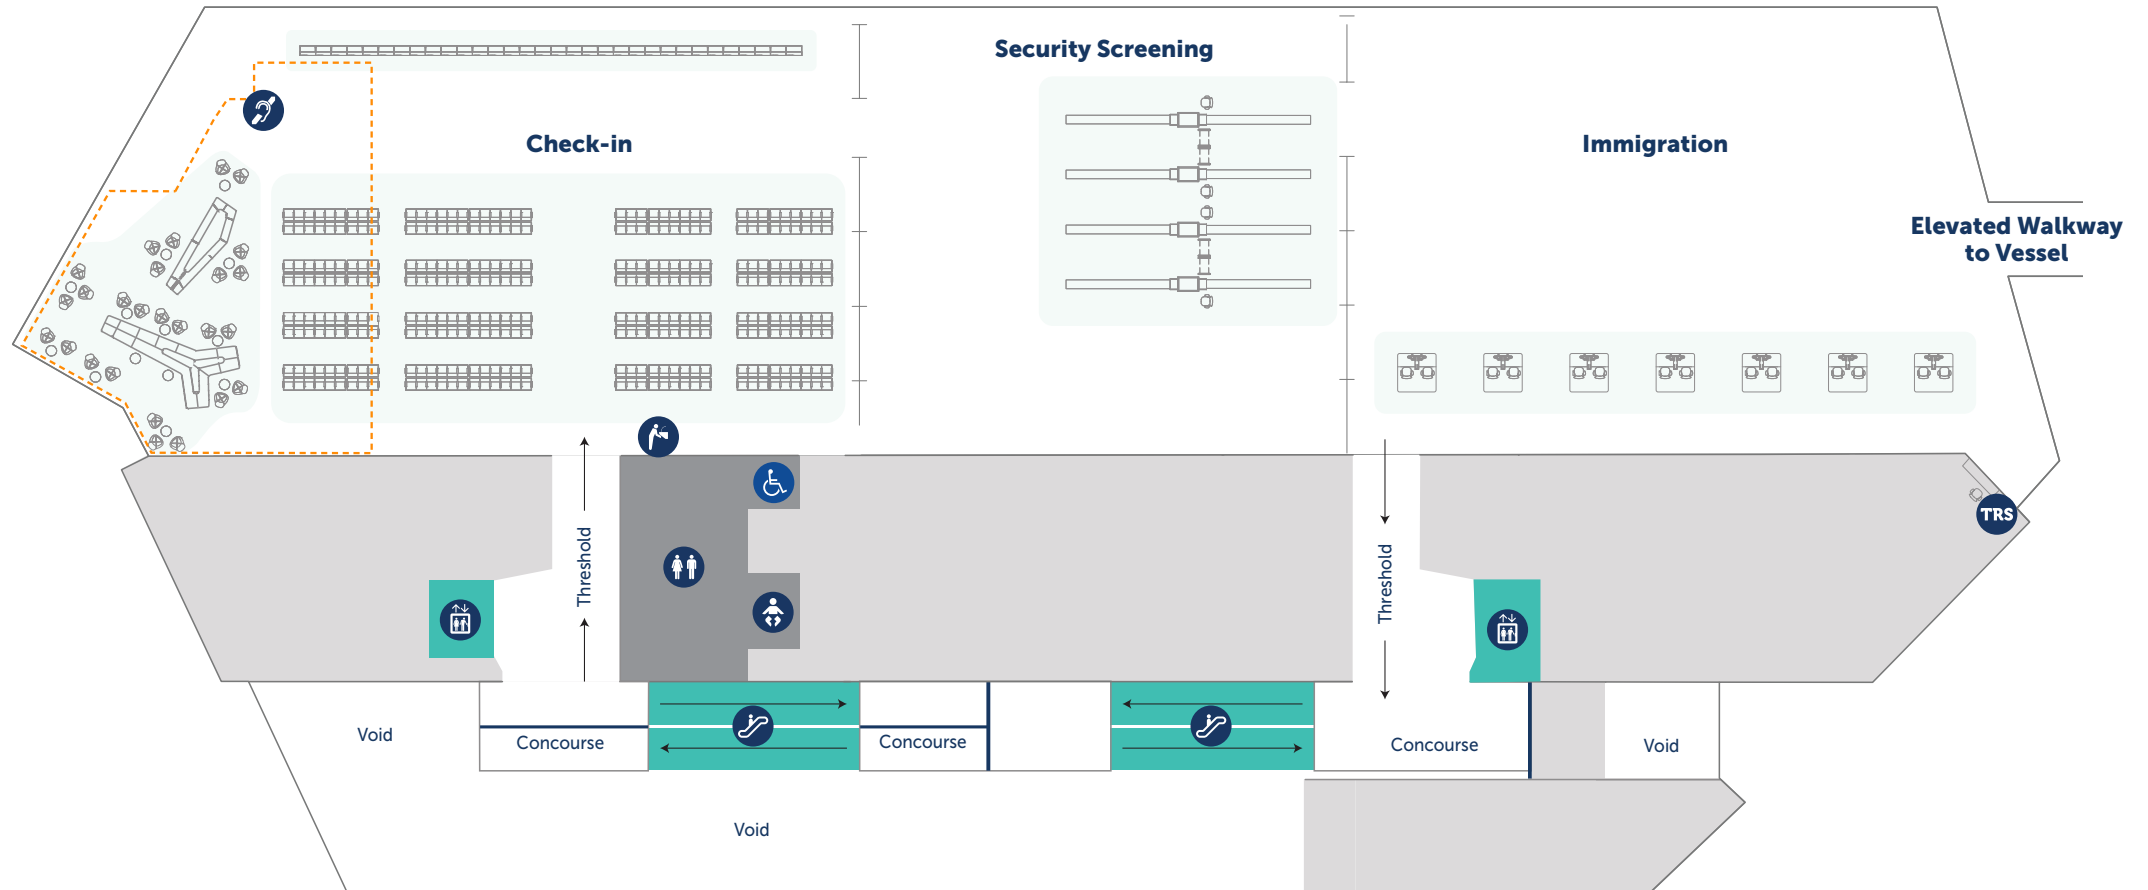 Security Screening
Check-in
Immigration
Elevated Walkway
to Vessel
Threshold
Threshold
TRS
Void
Concourse
Concourse
Concourse
Void
Void